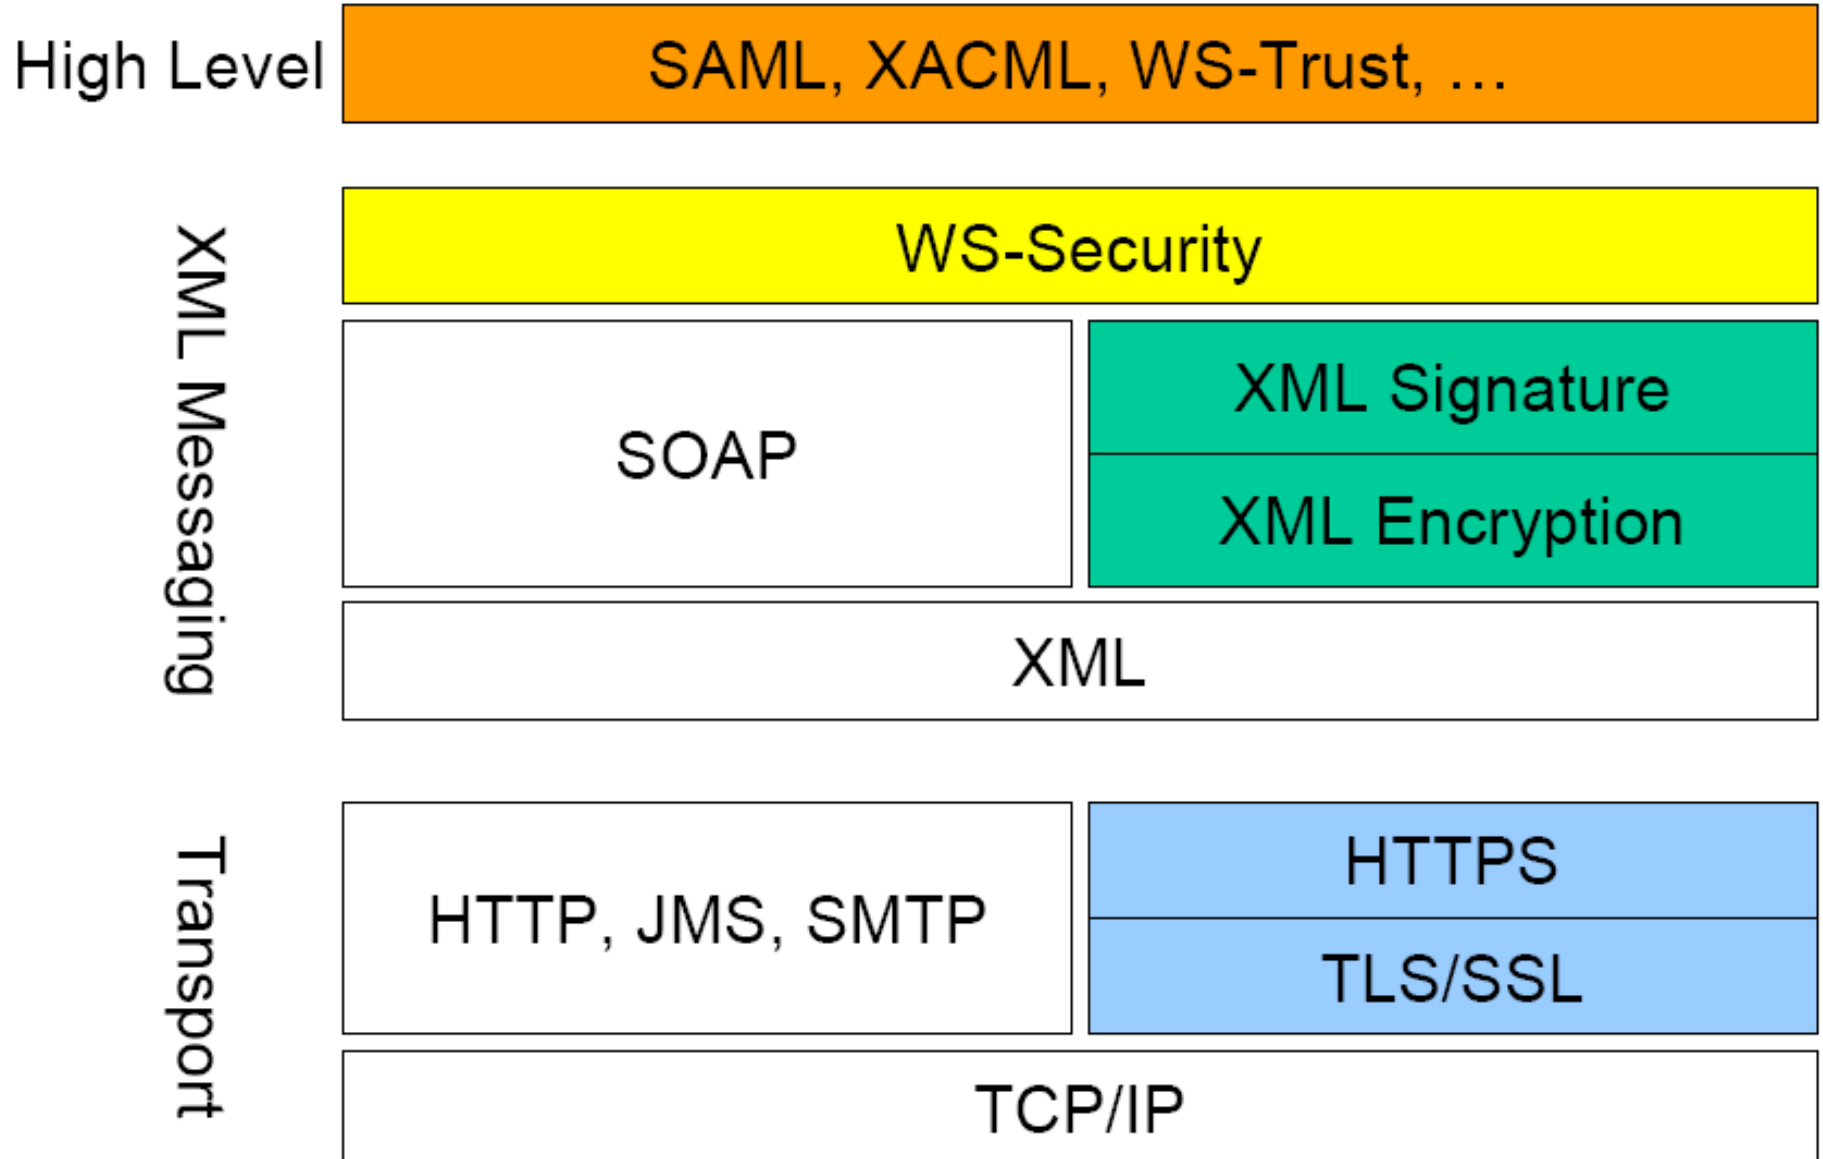 High Level
SAML, XACML, WS-Trust, …
XML Messaging
WS-Security
SOAP
XML Signature
XML Encryption
XML
Transport
HTTP, JMS, SMTP
HTTPS
TLS/SSL
TCP/IP